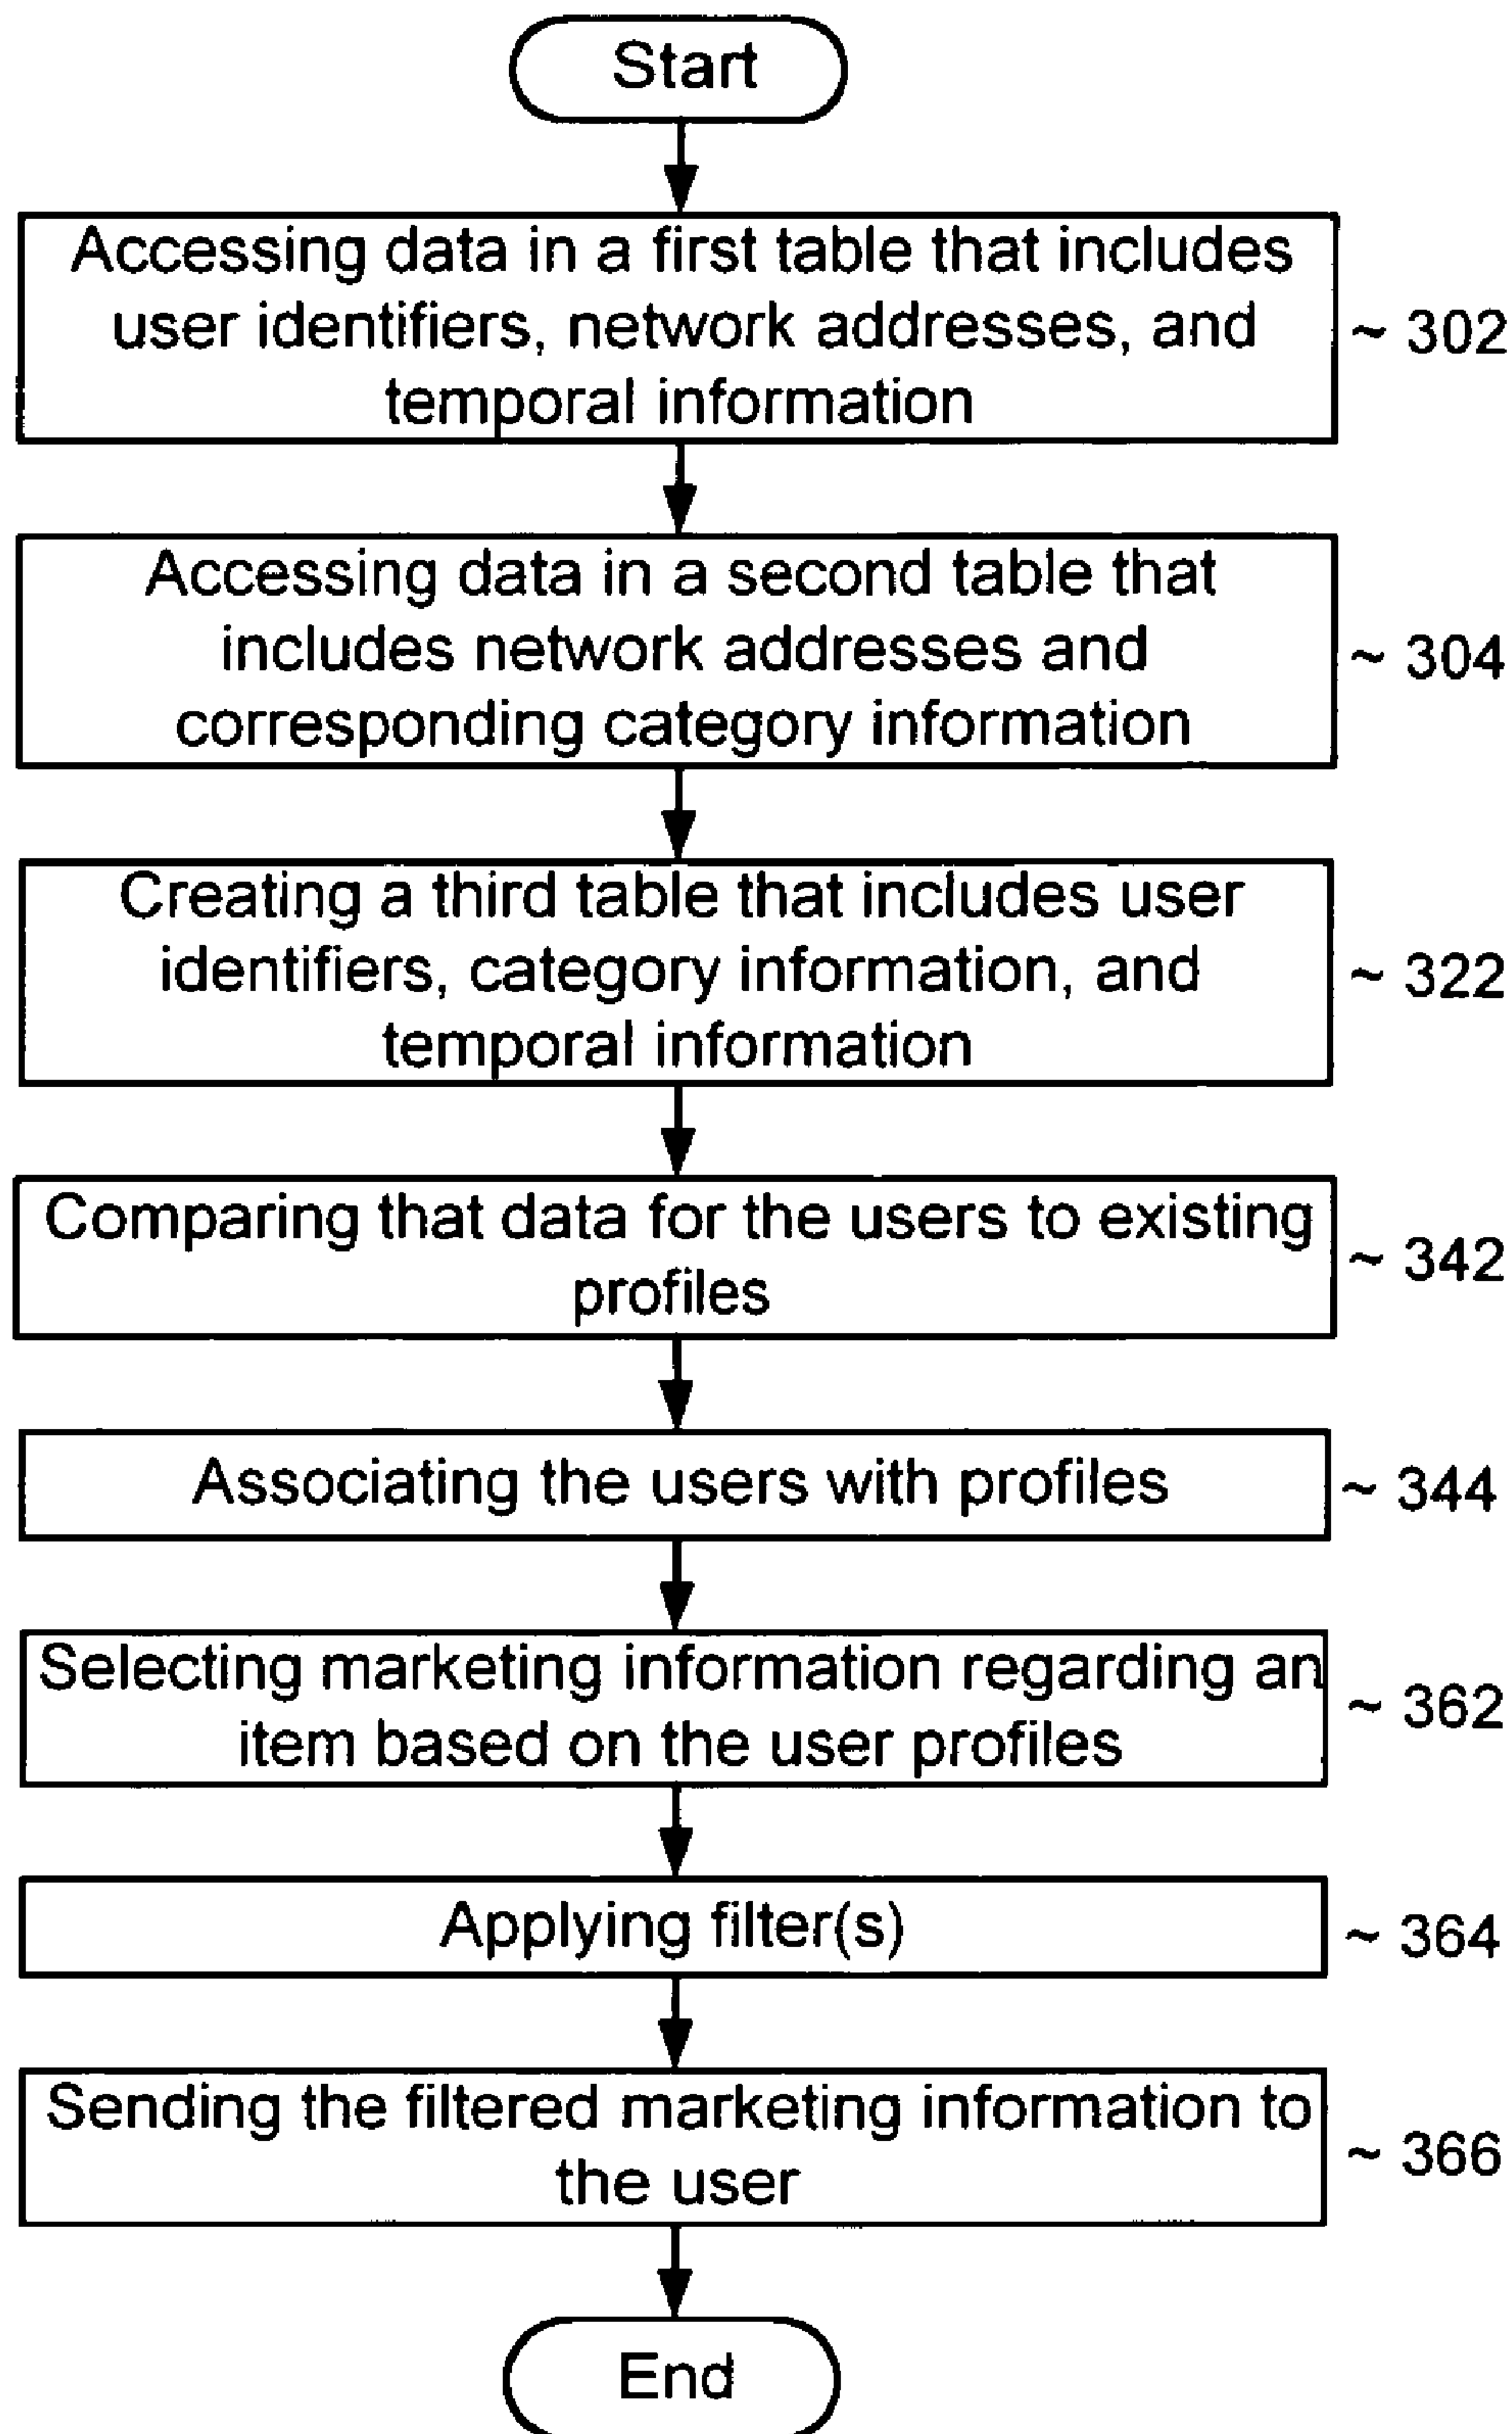 Start
Accessing data in a first table that includes
user identifiers, network addresses, and
temporal information
~ 302
Accessing data in a second table that
includes network addresses and
corresponding category information
~ 304
Creating a third table that includes user
identifiers, category information, and
temporal information
~ 322
Comparing that data for the users to existing
profiles
~ 342
Associating the users with profiles
~ 344
Selecting marketing information regarding an
item based on the user profiles
~ 362
Applying filter(s)
~ 364
Sending the filtered marketing information to
the user
~ 366
End